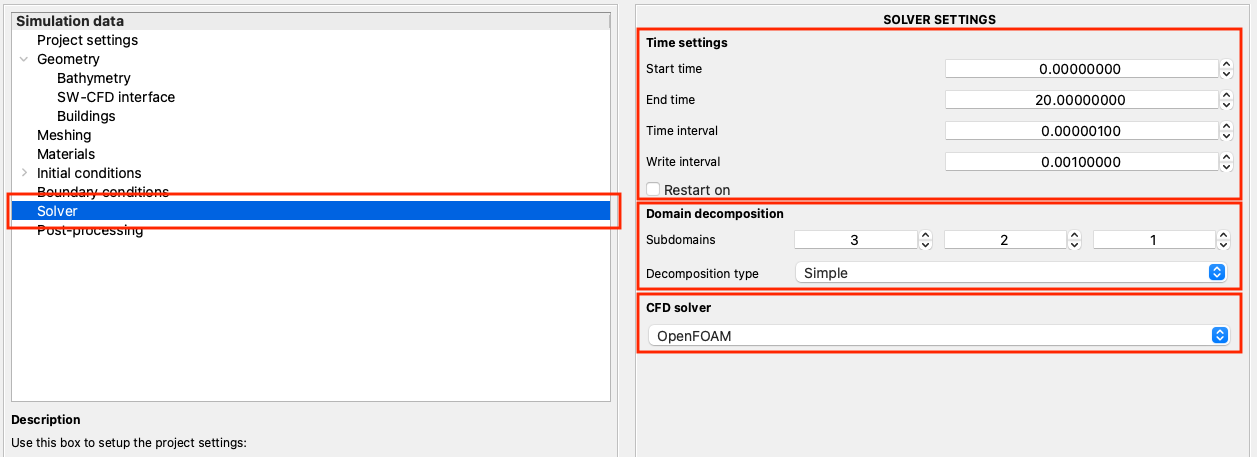 Simulation data
Project settings
Geometry
Bathymetry
SW-CFD interface
Buildings
Meshing
Materials
Initial conditions
Boundary conditions
Solver
Post-processing
Description
Use this box to setup the project settings:
SOLVER SETTINGS
Time settings
Start time 0.00000000
End time 20.00000000
Time interval 0.00000100
Write interval 0.00100000
Restart on
Domain decomposition
Subdomains 3 2 1
Decomposition type Simple
CFD solver
OpenFOAM